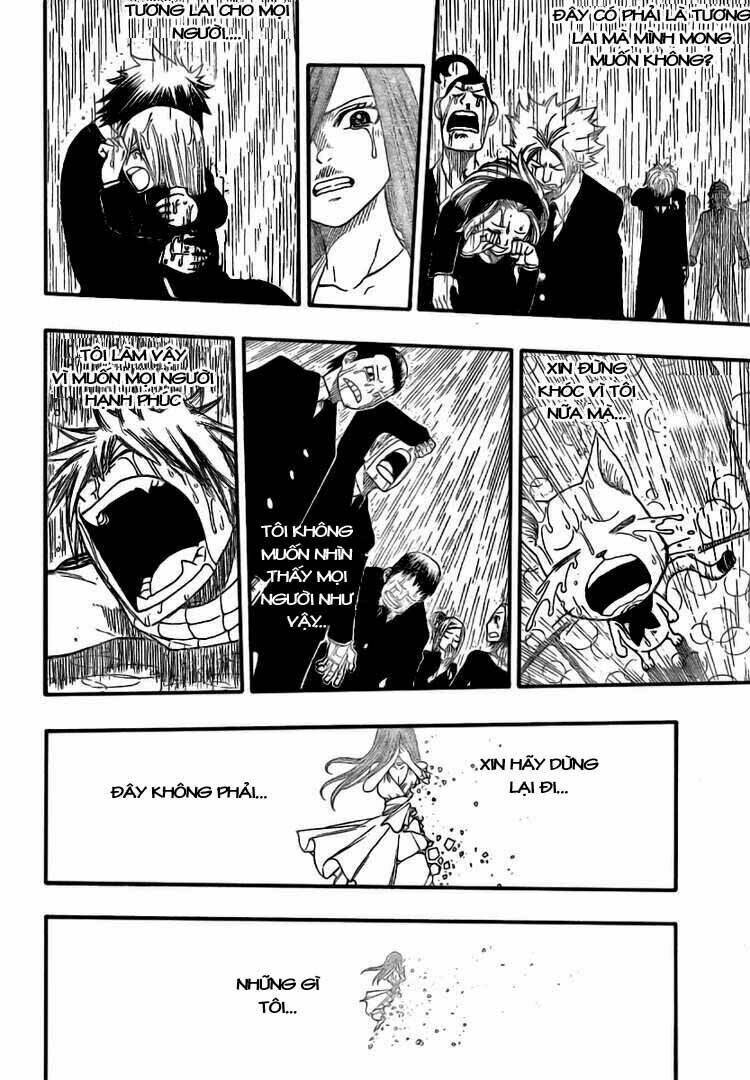 ĐÂY CÓ PHẢI LÀ TƯƠNG
LAI MÀ MÌNH MONG
MUỐN KHÔNG?
TƯƠNG LAI CHO MỌI
NGƯỜI....
XIN ĐỪNG
KHÓC VÌ TÔI
NỮA MÀ...
TÔI KHÔNG
MUỐN NHÌN
THẤY MỌI
NGƯỜI NHƯ
VẬY...
TÔI LÀM VẬY
VÌ MUỐN MỌI NGƯỜI
HẠNH PHÚC
XIN HÃY DỪNG
LẠI ĐI...
ĐÂY KHÔNG PHẢI...
NHỮNG GÌ
TÔI...